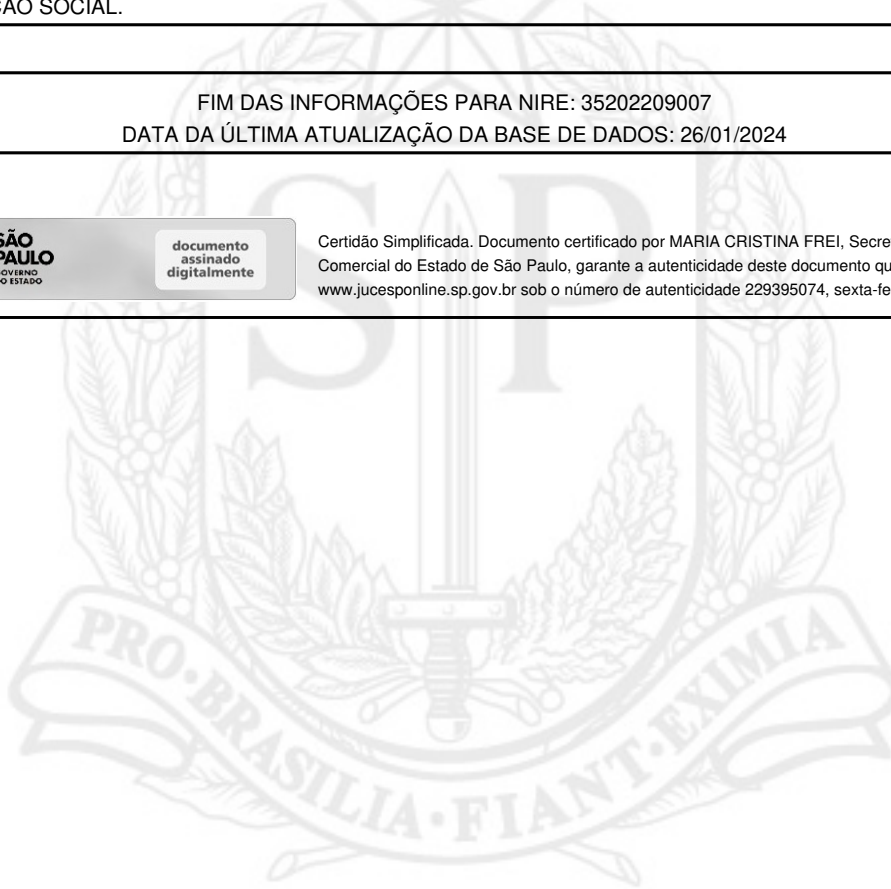 ÇÃO SOCIAL.
FIM DAS INFORMAÇÕES PARA NIRE: 35202209007
DATA DA ÚLTIMA ATUALIZAÇÃO DA BASE DE DADOS: 26/01/2024
SÃO
PAULO
GOVERNO
DO ESTADO
documento
assinado
digitalmente
Certidão Simplificada. Documento certificado por MARIA CRISTINA FREI, Secre
Comercial do Estado de São Paulo, garante a autenticidade deste documento qu
www.jucesponline.sp.gov.br sob o número de autenticidade 229395074, sexta-fe
SP
PRO·BRASILIA·FIANT·EXIMIA